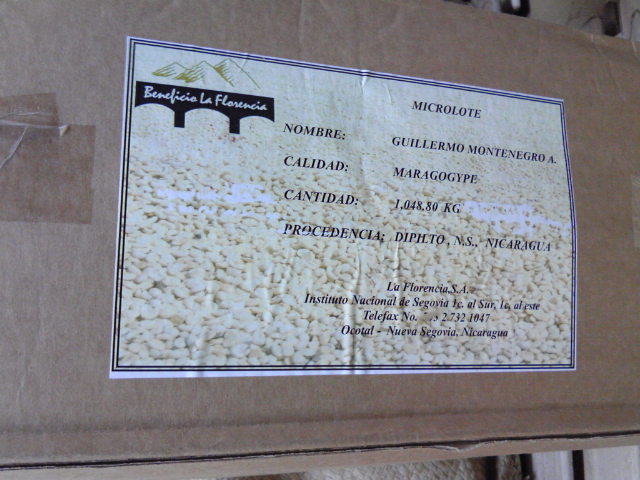 Beneficio La Florencia
MICROLOTE
NOMBRE: GUILLERMO MONTENEGRO A.
CALIDAD: MARAGOGYPE
CANTIDAD: 1,048.80 KG
PROCEDENCIA: DIPILTO, N.S., NICARAGUA
La Florencia,S.A.
Instituto Nacional de Segovia 1c. al Sur, 1c. al este
Telefax No. 2 732 1047
Ocotal - Nueva Segovia, Nicaragua